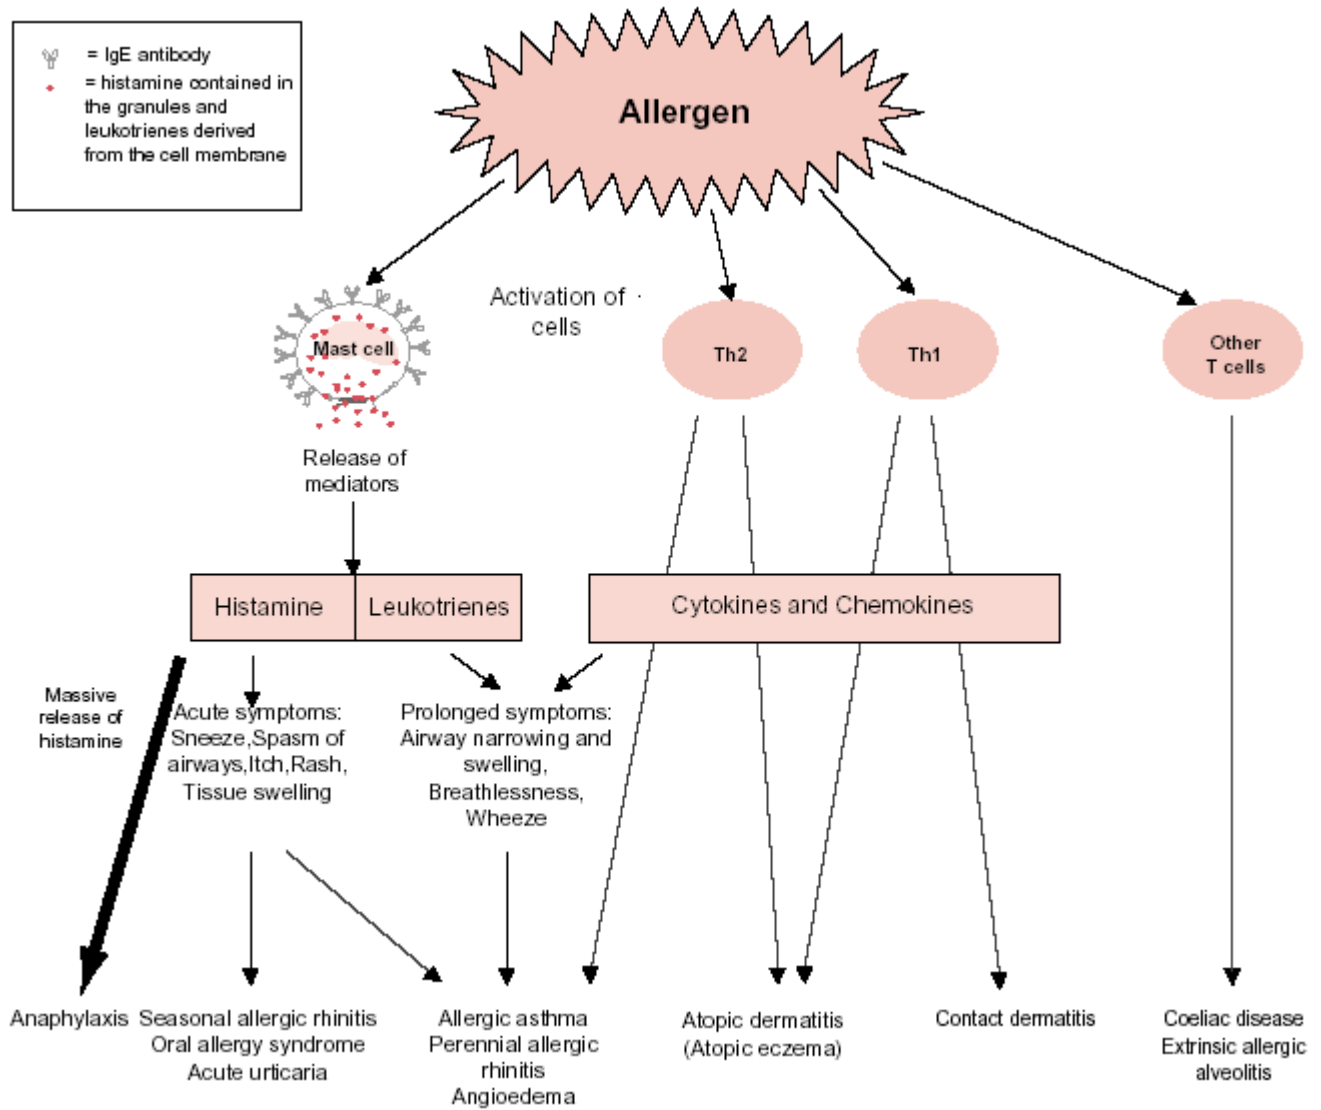 = IgE antibody
= histamine contained in
the granules and
leukotrienes derived
from the cell membrane
Allergen
Activation of
cells
Mast cell
Th2
Th1
Other
T cells
Release of
mediators
Histamine
Leukotrienes
Cytokines and Chemokines
Massive
release of
histamine
Acute symptoms:
Sneeze,Spasm of
airways,Itch,Rash,
Tissue swelling
Prolonged symptoms:
Airway narrowing and
swelling,
Breathlessness,
Wheeze
Anaphylaxis
Seasonal allergic rhinitis
Oral allergy syndrome
Acute urticaria
Allergic asthma
Perennial allergic
rhinitis
Angioedema
Atopic dermatitis
(Atopic eczema)
Contact dermatitis
Coeliac disease
Extrinsic allergic
alveolitis